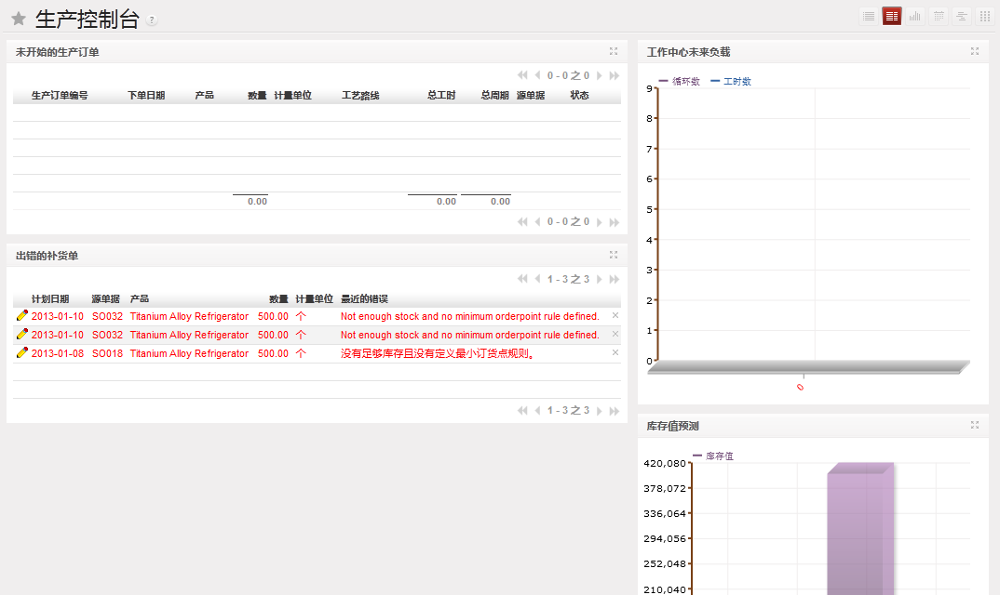 生产控制台 ?
未开始的生产订单
0 - 0 之 0
生产订单编号 下单日期 产品 数量 计量单位 工艺路线 总工时 总周期 源单据 状态
0.00 0.00 0.00
0 - 0 之 0
出错的补货单
1 - 3 之 3
计划日期 源单据 产品 数量 计量单位 最近的错误
2013-01-10 SO032 Titanium Alloy Refrigerator 500.00 个 Not enough stock and no minimum orderpoint rule defined.
2013-01-10 SO032 Titanium Alloy Refrigerator 500.00 个 Not enough stock and no minimum orderpoint rule defined.
2013-01-08 SO018 Titanium Alloy Refrigerator 500.00 个 没有足够库存且没有定义最小订货点规则。
1 - 3 之 3
工作中心未来负载
循环数 工时数
9
8
7
6
5
4
3
2
1
0
0
库存值预测
库存值
420,080
378,072
336,064
294,056
252,048
210,040